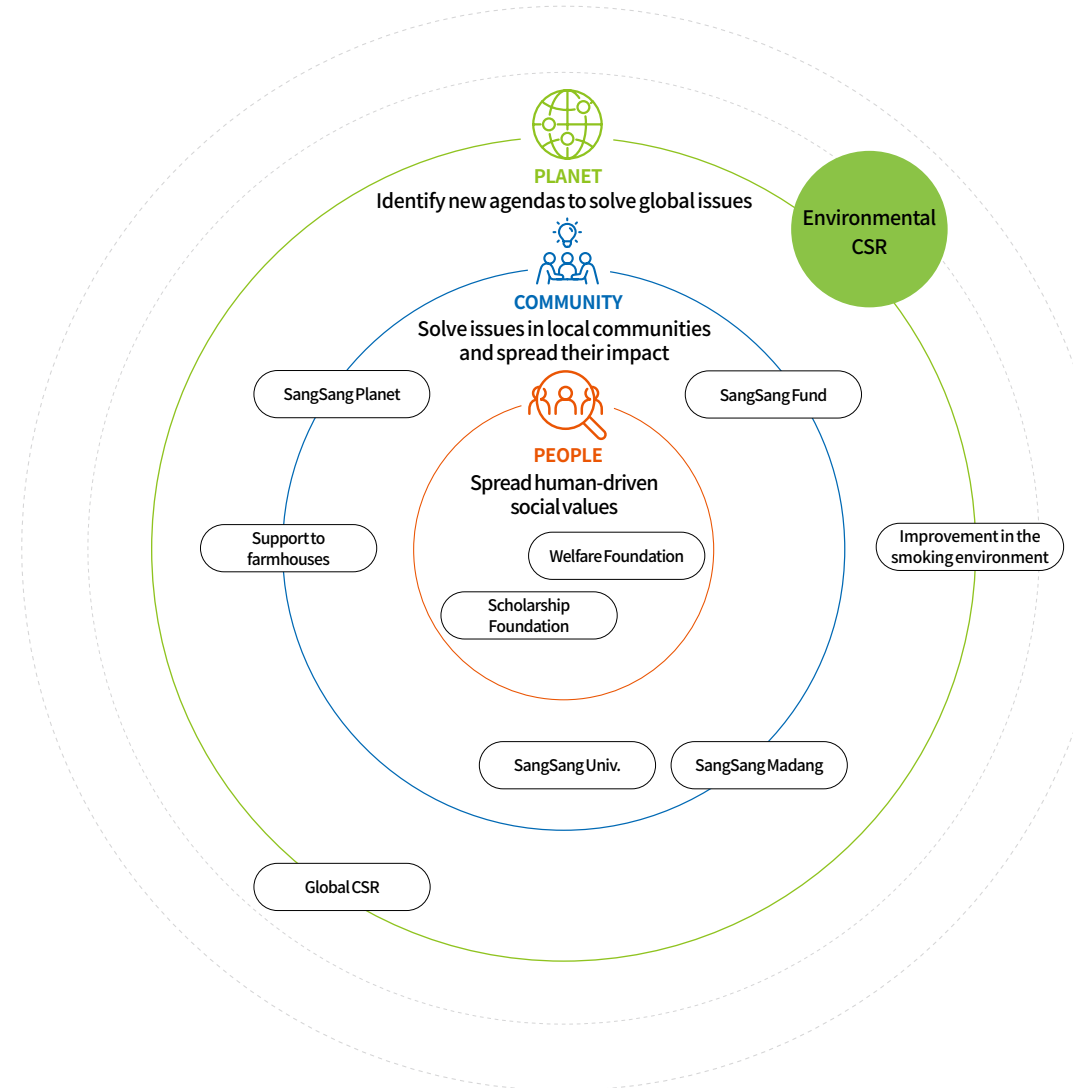 PLANET
Identify new agendas to solve global issues
Environmental
CSR
COMMUNITY
Solve issues in local communities
and spread their impact
SangSang Planet
SangSang Fund
PEOPLE
Spread human-driven
social values
Support to
farmhouses
Welfare Foundation
Improvement in the
smoking environment
Scholarship
Foundation
SangSang Univ.
SangSang Madang
Global CSR